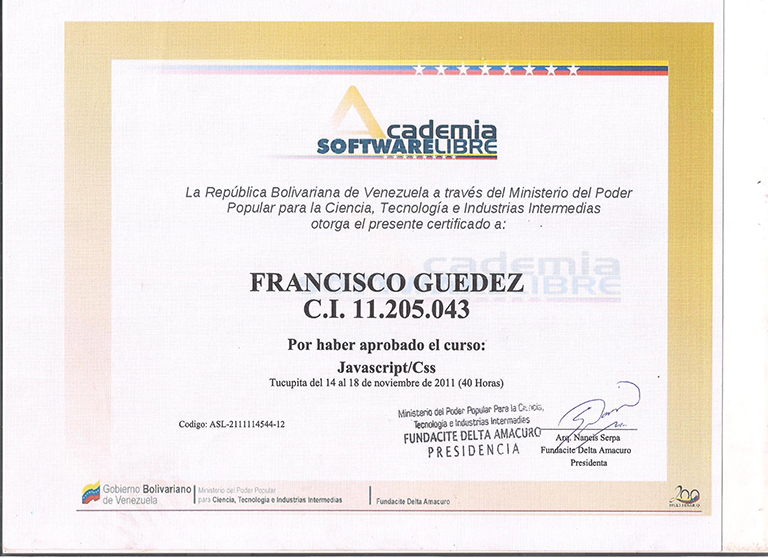 Academia
SOFTWARE LIBRE
La República Bolivariana de Venezuela a través del Ministerio del Poder
Popular para la Ciencia, Tecnología e Industrias Intermedias
otorga el presente certificado a:
FRANCISCO GUEDEZ
C.I. 11.205.043
Por haber aprobado el curso:
Javascript/Css
Tucupita del 14 al 18 de noviembre de 2011 (40 Horas)
Codigo: ASL-2111114544-12
Ministerio del Poder Popular Para la Ciencia,
Tecnologia e Industrias Intermedias
FUNDACITE DELTA AMACURO
PRESIDENCIA
Arq. Nancis Serpa
Fundacite Delta Amacuro
Presidenta
Gobierno Bolivariano
de Venezuela
Ministerio del Poder Popular
para Ciencia, Tecnología e Industrias Intermedias
Fundacite Delta Amacuro
200